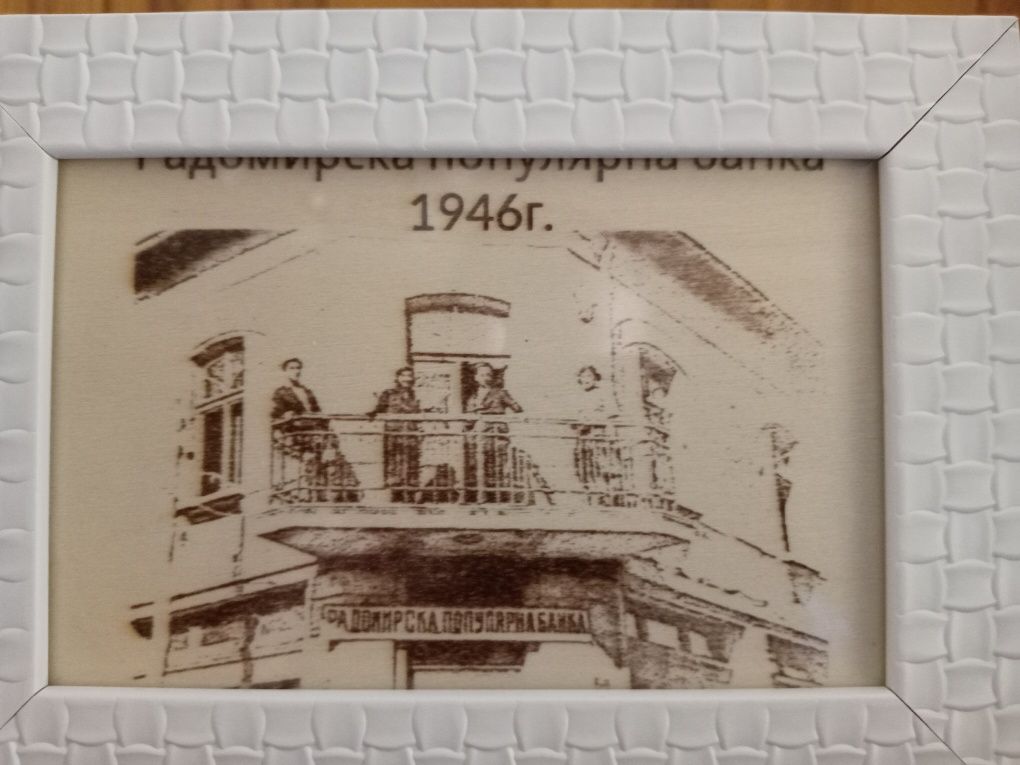 Радомирска популярна банка
1946г.
РАДОМИРСКА ПОПУЛЯРНА БАНКА